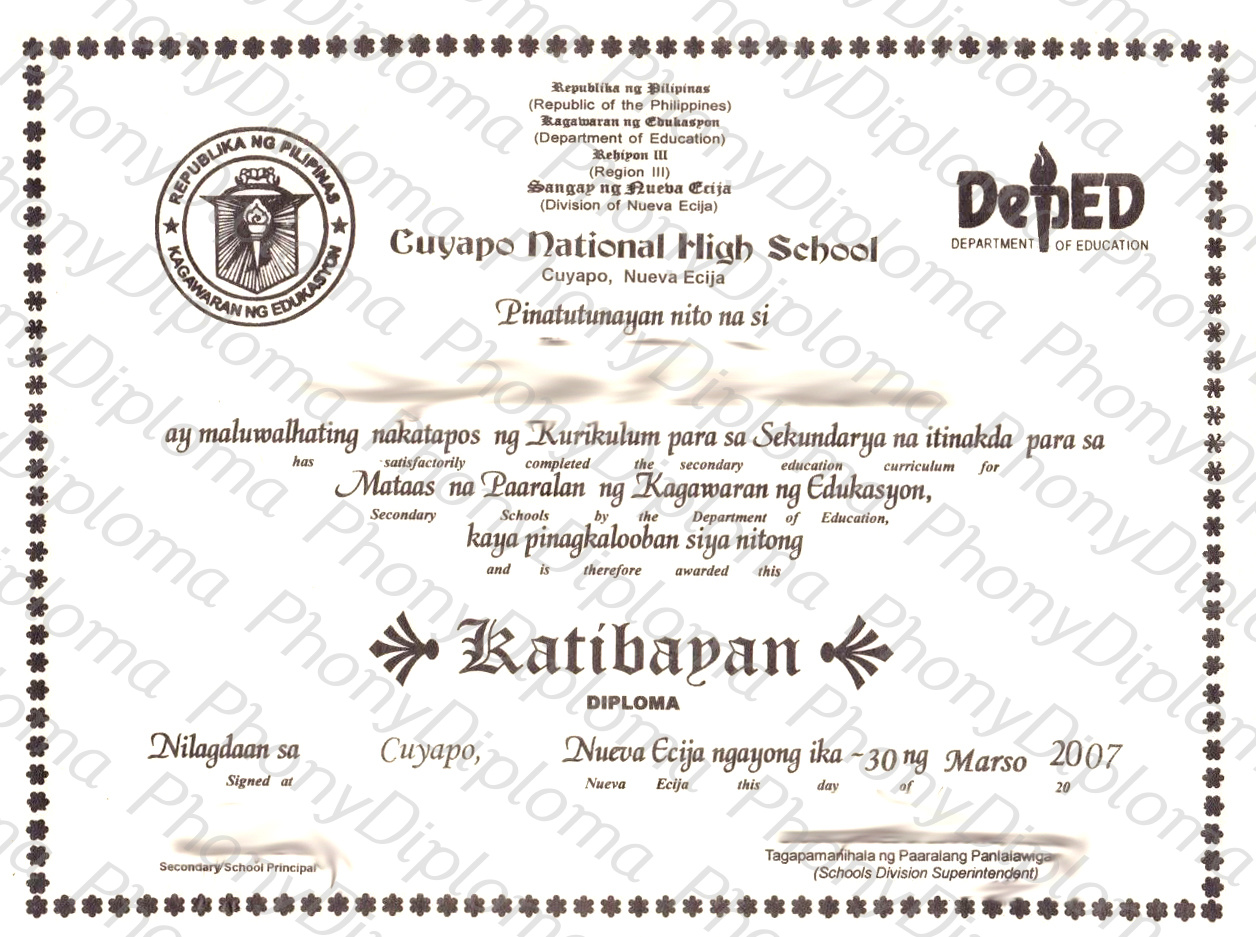 Republika ng Pilipinas
(Republic of the Philippines)
Kagawaran ng Edukasyon
(Department of Education)
Rehiyon III
(Region III)
Sangay ng Nueva Ecija
(Division of Nueva Ecija)
REPUBLIKA NG PILIPINAS
KAGAWARAN NG EDUKASYON
DepED
DEPARTMENT OF EDUCATION
Cuyapo National High School
Cuyapo, Nueva Ecija
Pinatutunayan nito na si
ay maluwalhating nakatapos ng Kurikulum para sa Sekundarya na itinakda para sa
has satisfactorily completed the secondary education curriculum for
Mataas na Paaralan ng Kagawaran ng Edukasyon,
Secondary Schools by the Department of Education,
kaya pinagkalooban siya nitong
and is therefore awarded this
Katibayan
DIPLOMA
Nilagdaan sa Cuyapo, Nueva Ecija ngayong ika - 30 ng Marso 2007
Signed at Nueva Ecija this day of 20
Secondary School Principal
Tagapamanihala ng Paaralang Panlalawigan
(Schools Division Superintendent)
PhonyDiploma